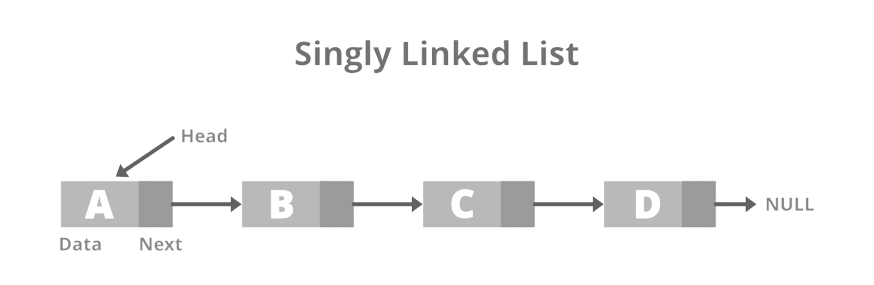 Singly Linked List
Head
A B C D NULL
Data Next